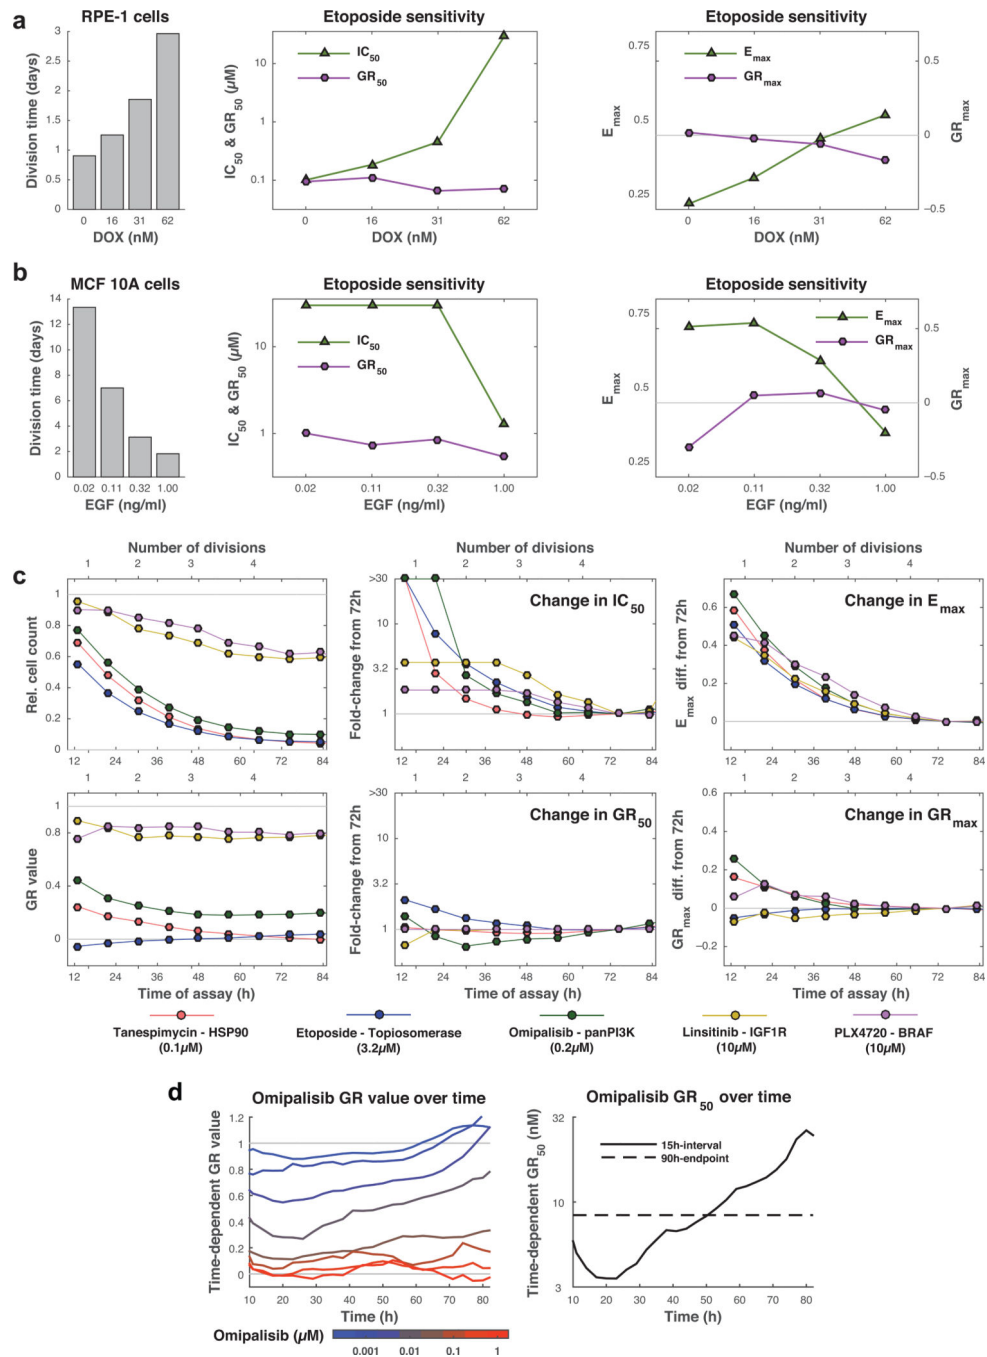 a
RPE-1 cells
Division time (days)
3
2.5
2
1.5
1
0.5
0
0 16 31 62
DOX (nM)
Etoposide sensitivity
IC50 & GR50 (µM)
10
1
0.1
IC50
GR50
0 16 31 62
DOX (nM)
Etoposide sensitivity
Emax
0.75
0.5
0.25
Emax
GRmax
0.5
0
−0.5
GRmax
0 16 31 62
DOX (nM)
b
MCF 10A cells
Division time (days)
14
12
10
8
6
4
2
0
0.02 0.11 0.32 1.00
EGF (ng/ml)
Etoposide sensitivity
IC50 & GR50 (µM)
10
1
IC50
GR50
0.02 0.11 0.32 1.00
EGF (ng/ml)
Etoposide sensitivity
Emax
0.75
0.5
0.25
Emax
GRmax
0.5
0
−0.5
GRmax
0.02 0.11 0.32 1.00
EGF (ng/ml)
c
Number of divisions
1 2 3 4
Rel. cell count
1
0.8
0.6
0.4
0.2
0
12 24 36 48 60 72 84
Number of divisions
1 2 3 4
Change in IC50
Fold-change from 72h
>30
10
3.2
1
12 24 36 48 60 72 84
Number of divisions
1 2 3 4
Change in Emax
Emax diff. from 72h
0.6
0.4
0.2
0
12 24 36 48 60 72 84
1 2 3 4
GR value
1
0.8
0.4
0
12 24 36 48 60 72 84
Time of assay (h)
1 2 3 4
Change in GR50
Fold-change from 72h
>30
10
3.2
1
12 24 36 48 60 72 84
Time of assay (h)
1 2 3 4
Change in GRmax
GRmax diff. from 72h
0.6
0.4
0.2
0
−0.2
12 24 36 48 60 72 84
Time of assay (h)
Tanespimycin - HSP90
(0.1µM)
Etoposide - Topiosomerase
(3.2µM)
Omipalisib - panPI3K
(0.2µM)
Linsitinib - IGF1R
(10µM)
PLX4720 - BRAF
(10µM)
d
Omipalisib GR value over time
Time-dependent GR value
1.2
1
0.8
0.6
0.4
0.2
0
10 20 30 40 50 60 70 80
Time (h)
Omipalisib (µM)
0.001 0.01 0.1 1
Omipalisib GR50 over time
Time-dependent GR50 (nM)
32
10
3
15h-interval
90h-endpoint
10 20 30 40 50 60 70 80
Time (h)